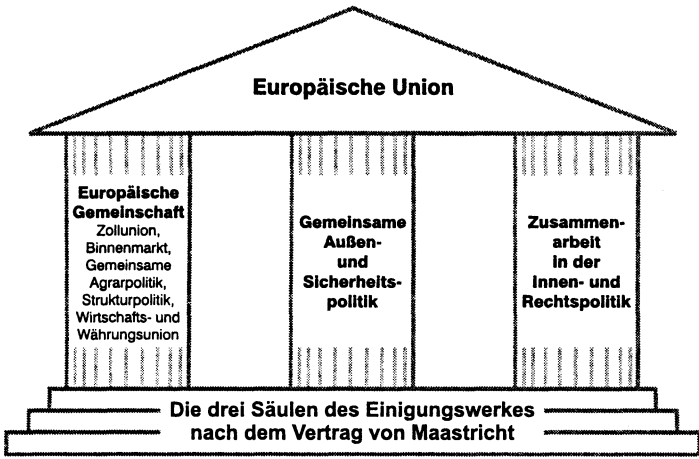 Europäische Union
Europäische
Gemeinschaft
Zollunion,
Binnenmarkt,
Gemeinsame
Agrarpolitik,
Strukturpolitik,
Wirtschafts- und
Währungsunion
Gemeinsame
Außen-
und
Sicherheits-
politik
Zusammen-
arbeit
in der
Innen- und
Rechtspolitik
Die drei Säulen des Einigungswerkes
nach dem Vertrag von Maastricht